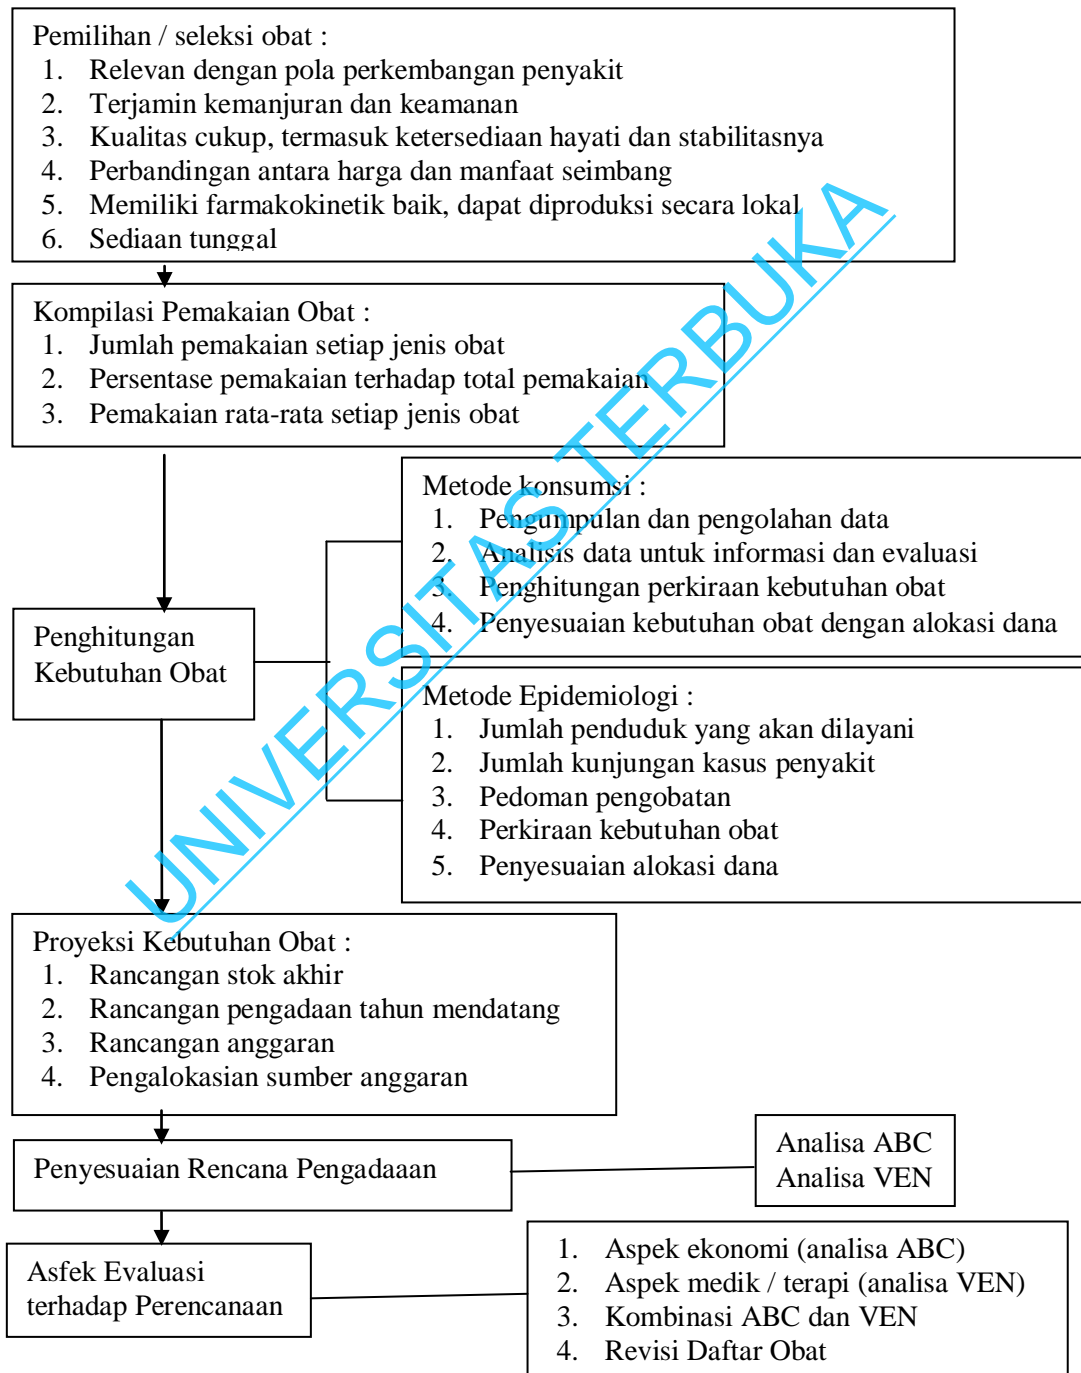 Pemilihan / seleksi obat :
1. Relevan dengan pola perkembangan penyakit
2. Terjamin kemanjuran dan keamanan
3. Kualitas cukup, termasuk ketersediaan hayati dan stabilitasnya
4. Perbandingan antara harga dan manfaat seimbang
5. Memiliki farmakokinetik baik, dapat diproduksi secara lokal
6. Sediaan tunggal
Kompilasi Pemakaian Obat :
1. Jumlah pemakaian setiap jenis obat
2. Persentase pemakaian terhadap total pemakaian
3. Pemakaian rata-rata setiap jenis obat
Metode konsumsi :
1. Pengumpulan dan pengolahan data
2. Analisis data untuk informasi dan evaluasi
3. Penghitungan perkiraan kebutuhan obat
4. Penyesuaian kebutuhan obat dengan alokasi dana
Penghitungan
Kebutuhan Obat
Metode Epidemiologi :
1. Jumlah penduduk yang akan dilayani
2. Jumlah kunjungan kasus penyakit
3. Pedoman pengobatan
4. Perkiraan kebutuhan obat
5. Penyesuaian alokasi dana
Proyeksi Kebutuhan Obat :
1. Rancangan stok akhir
2. Rancangan pengadaan tahun mendatang
3. Rancangan anggaran
4. Pengalokasian sumber anggaran
Penyesuaian Rencana Pengadaaan
Analisa ABC
Analisa VEN
Asfek Evaluasi
terhadap Perencanaan
1. Aspek ekonomi (analisa ABC)
2. Aspek medik / terapi (analisa VEN)
3. Kombinasi ABC dan VEN
4. Revisi Daftar Obat
UNIVERSITAS TERBUKA